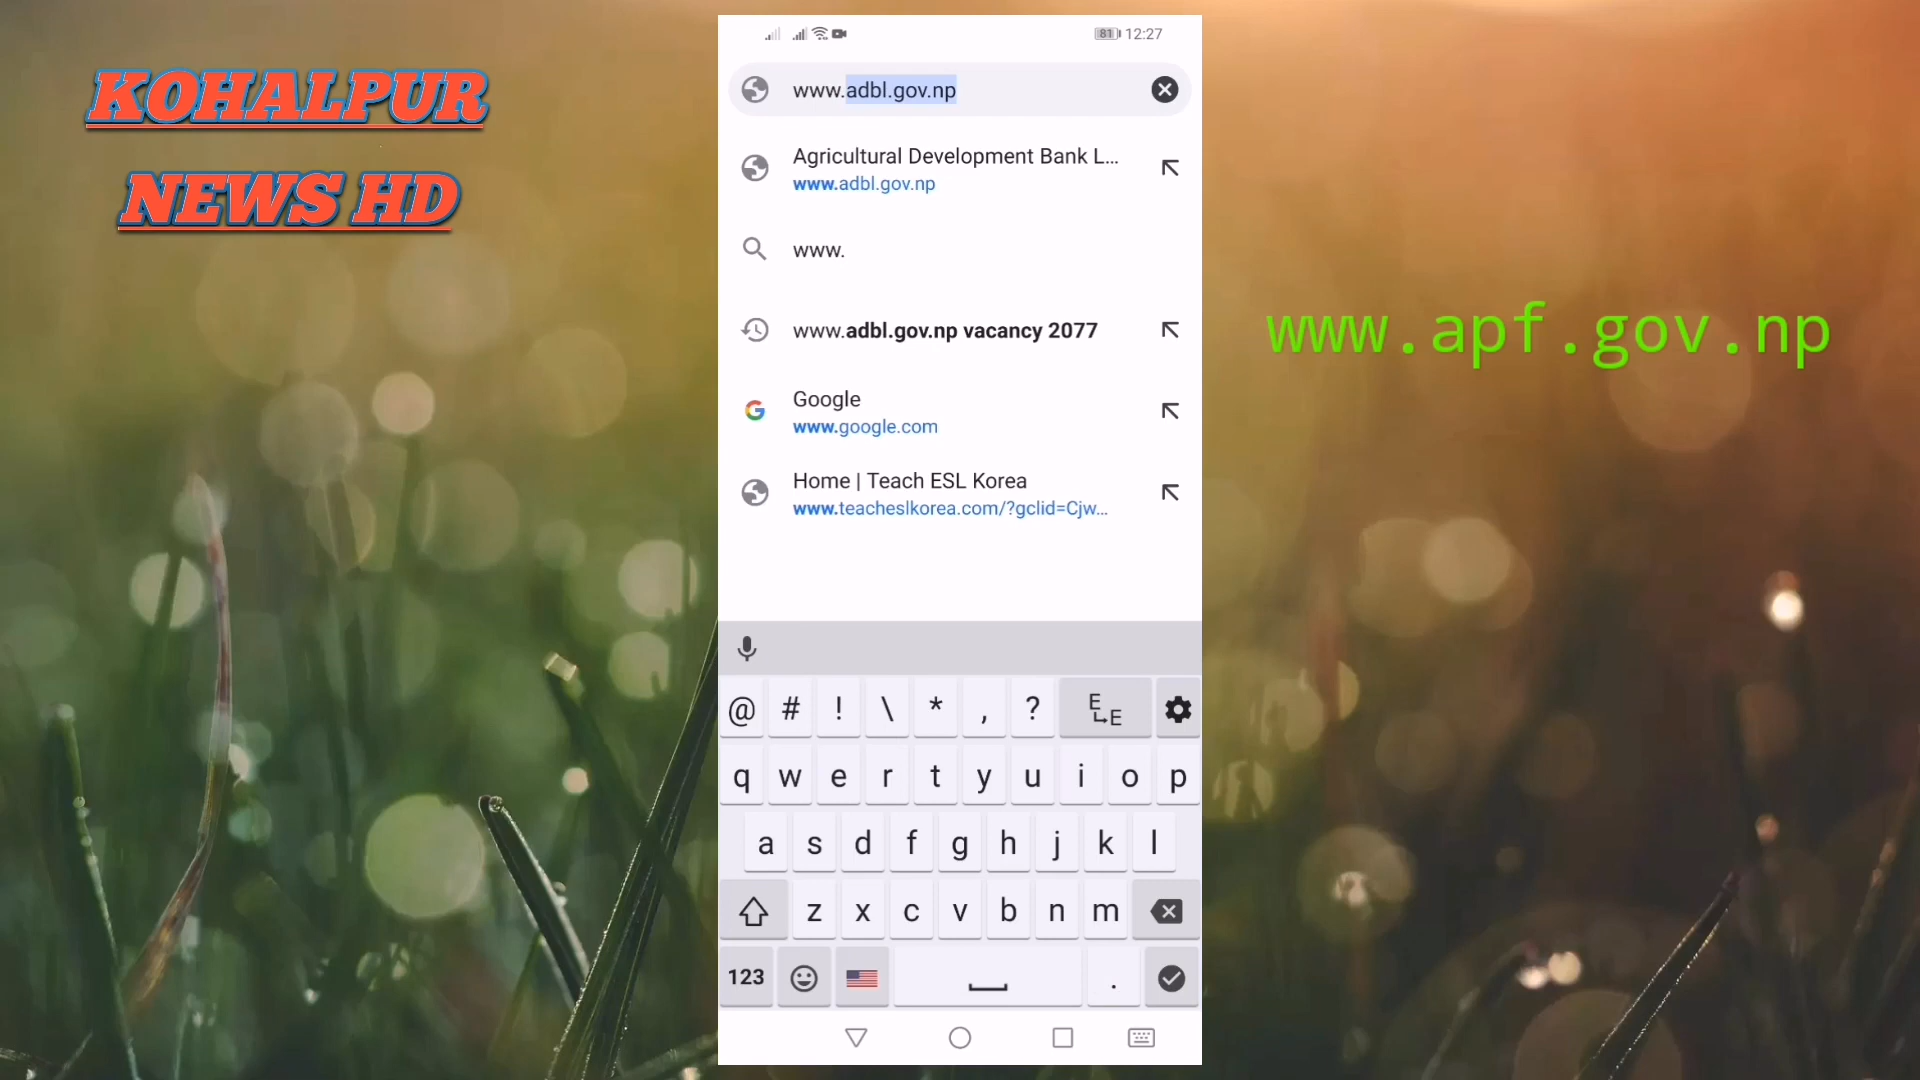 KOHALPUR
NEWS HD
81 12:27
www.adbl.gov.np
Agricultural Development Bank L...
www.adbl.gov.np
www.
www.adbl.gov.np vacancy 2077
Google
www.google.com
Home | Teach ESL Korea
www.teacheslkorea.com/?gclid=Cjw...
www.apf.gov.np
@ # ! \ * , ? E E
q w e r t y u i o p
a s d f g h j k l
z x c v b n m
123 .